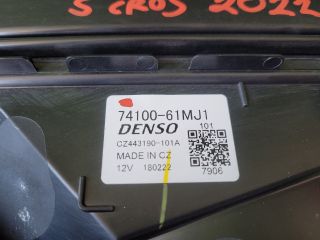 S CROS 2022
74100-61MJ1
DENSO 101
CZ443190-101A
MADE IN CZ
12V 180222
7906